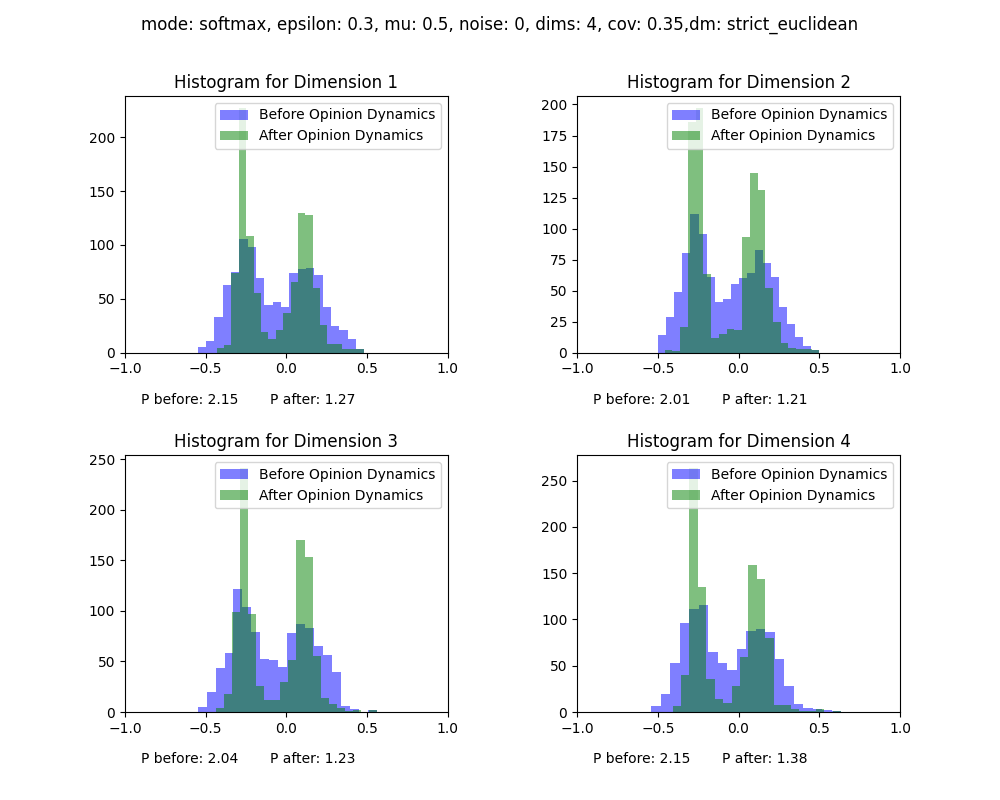 mode: softmax, epsilon: 0.3, mu: 0.5, noise: 0, dims: 4, cov: 0.35,dm: strict_euclidean
Histogram for Dimension 1
Before Opinion Dynamics
After Opinion Dynamics
200
150
100
50
0
−1.0 −0.5 0.0 0.5 1.0
P before: 2.15 P after: 1.27
Histogram for Dimension 2
Before Opinion Dynamics
After Opinion Dynamics
200
175
150
125
100
75
50
25
0
−1.0 −0.5 0.0 0.5 1.0
P before: 2.01 P after: 1.21
Histogram for Dimension 3
Before Opinion Dynamics
After Opinion Dynamics
250
200
150
100
50
0
−1.0 −0.5 0.0 0.5 1.0
P before: 2.04 P after: 1.23
Histogram for Dimension 4
Before Opinion Dynamics
After Opinion Dynamics
250
200
150
100
50
0
−1.0 −0.5 0.0 0.5 1.0
P before: 2.15 P after: 1.38